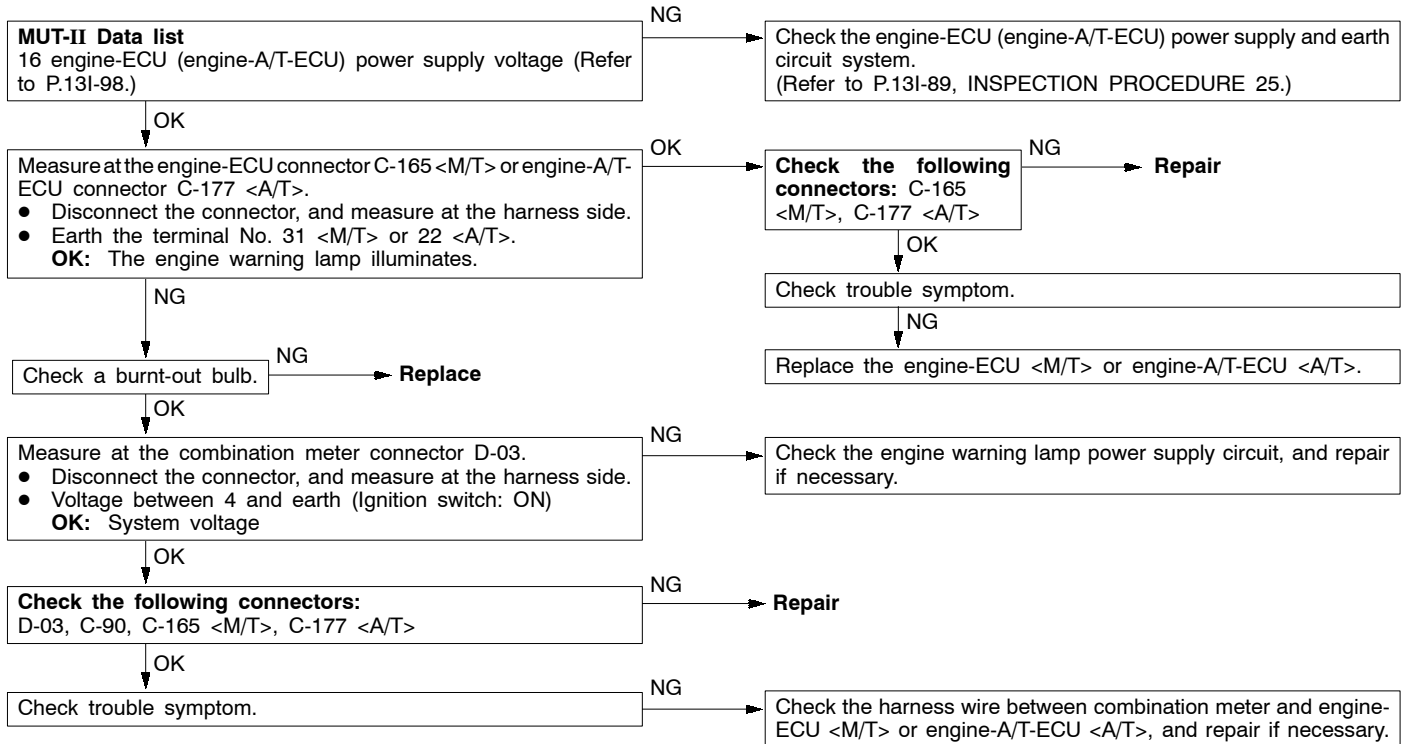 NG
MUT-II Data list
16 engine-ECU (engine-A/T-ECU) power supply voltage (Refer
to P.13I-98.)
Check the engine-ECU (engine-A/T-ECU) power supply and earth
circuit system.
(Refer to P.13I-89, INSPECTION PROCEDURE 25.)
OK
Measure at the engine-ECU connector C-165 <M/T> or engine-A/T-
ECU connector C-177 <A/T>.
● Disconnect the connector, and measure at the harness side.
● Earth the terminal No. 31 <M/T> or 22 <A/T>.
OK: The engine warning lamp illuminates.
OK
Check the following
connectors: C-165
<M/T>, C-177 <A/T>
NG
Repair
OK
Check trouble symptom.
NG
Replace the engine-ECU <M/T> or engine-A/T-ECU <A/T>.
NG
Check a burnt-out bulb.
NG
Replace
OK
Measure at the combination meter connector D-03.
● Disconnect the connector, and measure at the harness side.
● Voltage between 4 and earth (Ignition switch: ON)
OK: System voltage
NG
Check the engine warning lamp power supply circuit, and repair
if necessary.
OK
Check the following connectors:
D-03, C-90, C-165 <M/T>, C-177 <A/T>
NG
Repair
OK
Check trouble symptom.
NG
Check the harness wire between combination meter and engine-
ECU <M/T> or engine-A/T-ECU <A/T>, and repair if necessary.